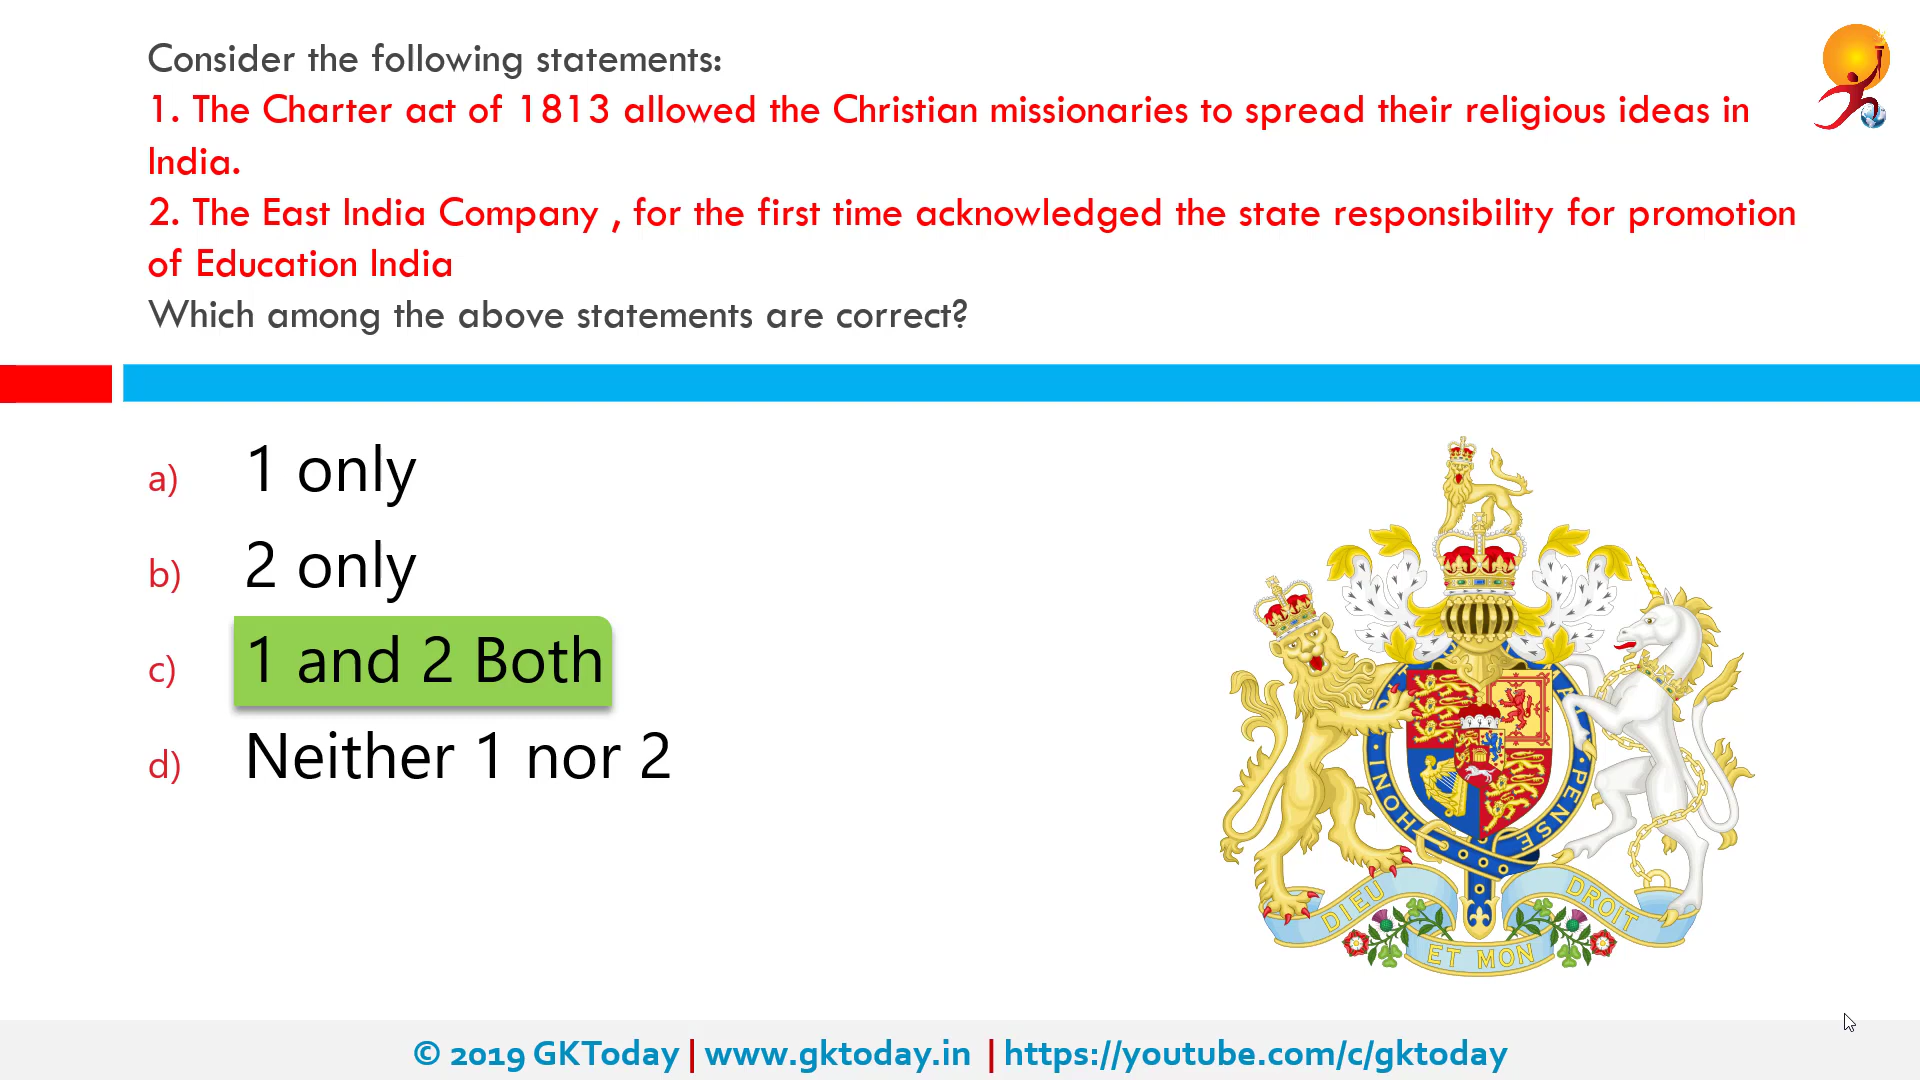 Consider the following statements:
1. The Charter act of 1813 allowed the Christian missionaries to spread their religious ideas in
India.
2. The East India Company , for the first time acknowledged the state responsibility for promotion
of Education India
Which among the above statements are correct?
a) 1 only
b) 2 only
c) 1 and 2 Both
d) Neither 1 nor 2
HONI
PENSE
DIEU
ET MON
DROIT
© 2019 GKToday | www.gktoday.in | https://youtube.com/c/gktoday